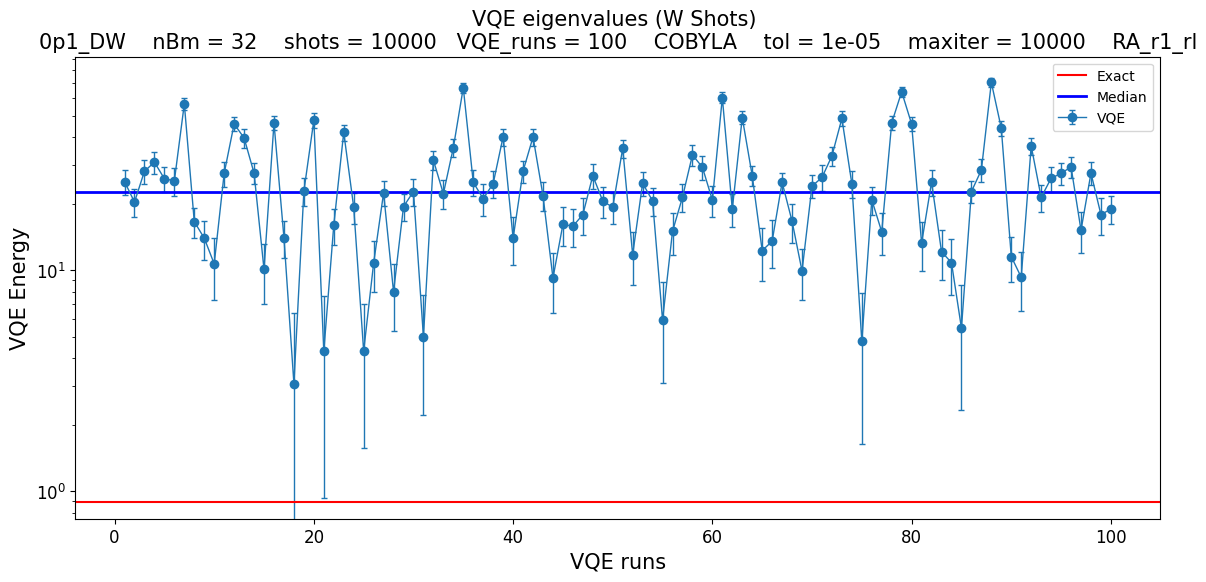 VQE eigenvalues (W Shots)
0p1_DW nBm = 32 shots = 10000 VQE_runs = 100 COBYLA tol = 1e-05 maxiter = 10000 RA_r1_rl
Exact
Median
VQE
VQE Energy
10¹
10⁰
0 20 40 60 80 100
VQE runs